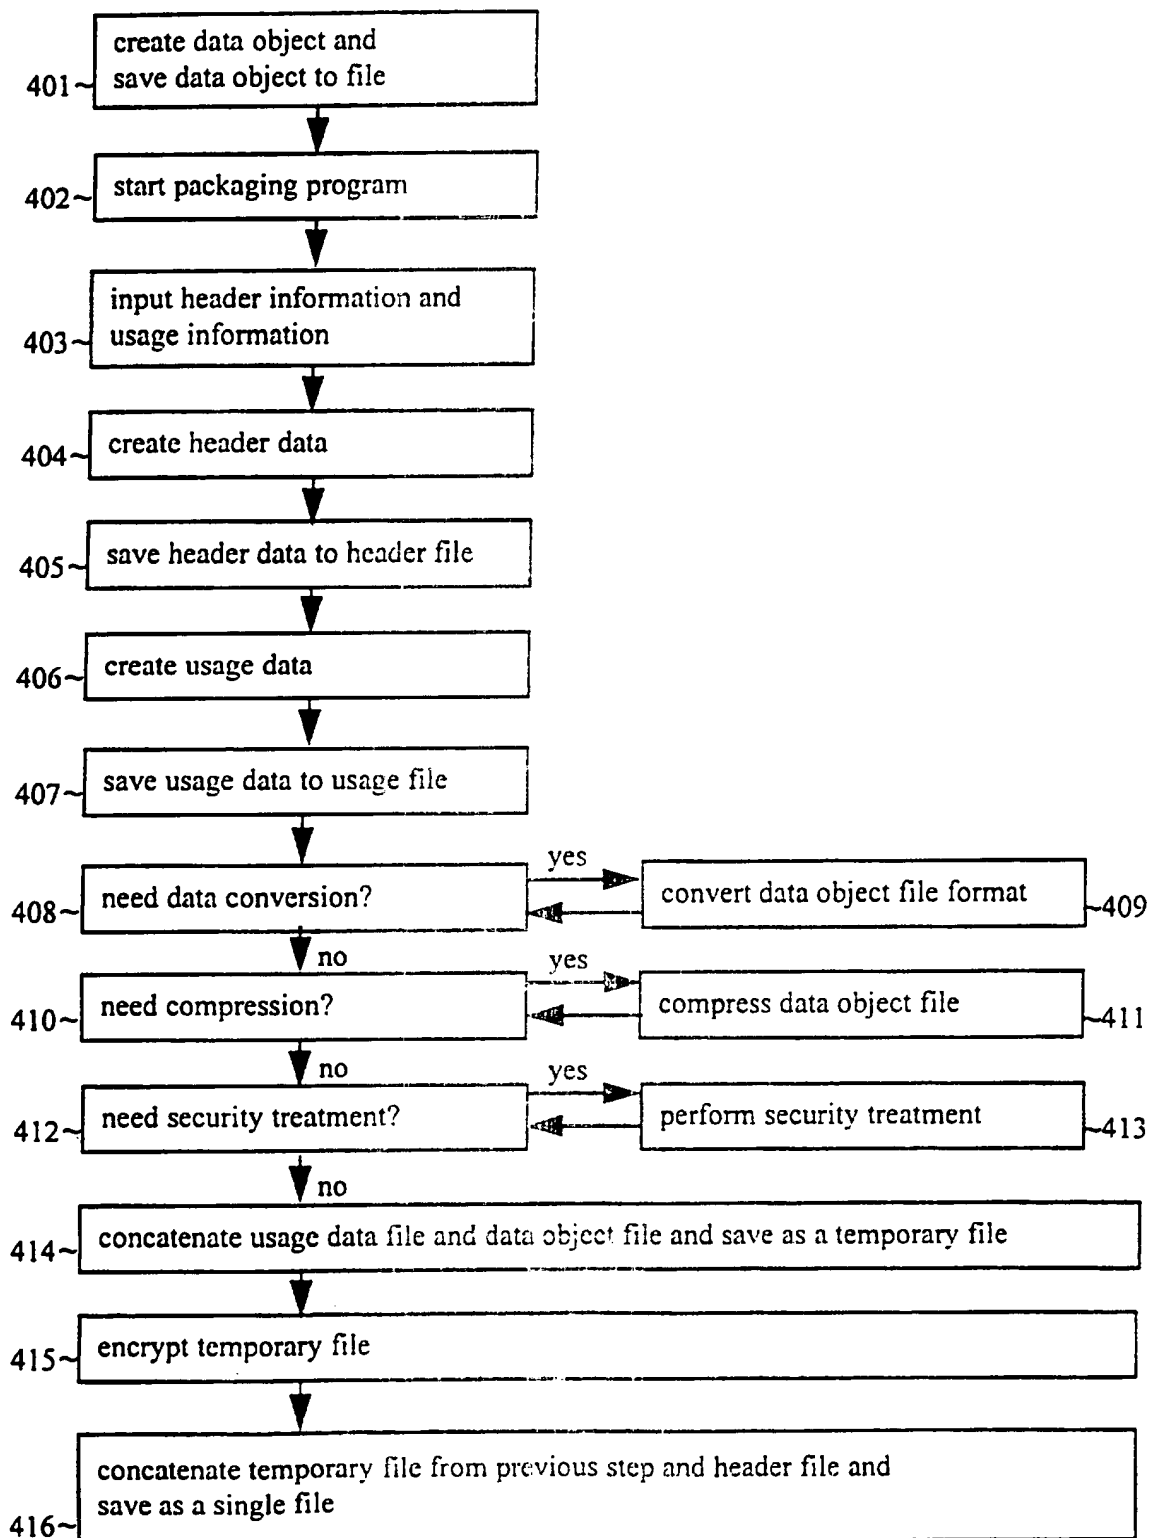 create data object and
save data object to file
401~
start packaging program
402~
input header information and
usage information
403~
create header data
404~
save header data to header file
405~
create usage data
406~
save usage data to usage file
407~
yes
need data conversion?
convert data object file format
408~
~409
no
yes
need compression?
compress data object file
410~
~411
no
yes
need security treatment?
perform security treatment
412~
~413
no
concatenate usage data file and data object file and save as a temporary file
414~
encrypt temporary file
415~
concatenate temporary file from previous step and header file and
save as a single file
416~